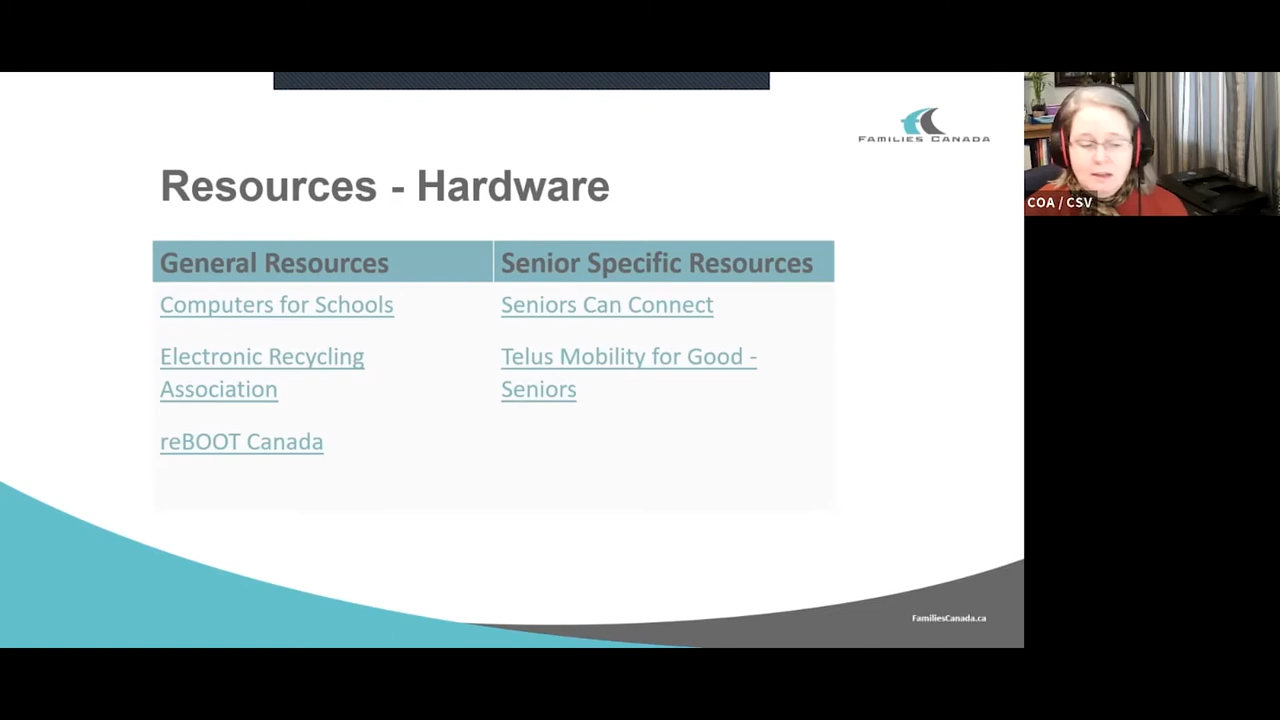 FAMILIES CANADA
Resources - Hardware
General Resources
Senior Specific Resources
Computers for Schools
Seniors Can Connect
Electronic Recycling
Association
Telus Mobility for Good -
Seniors
reBOOT Canada
FamiliesCanada.ca
COA / CSV